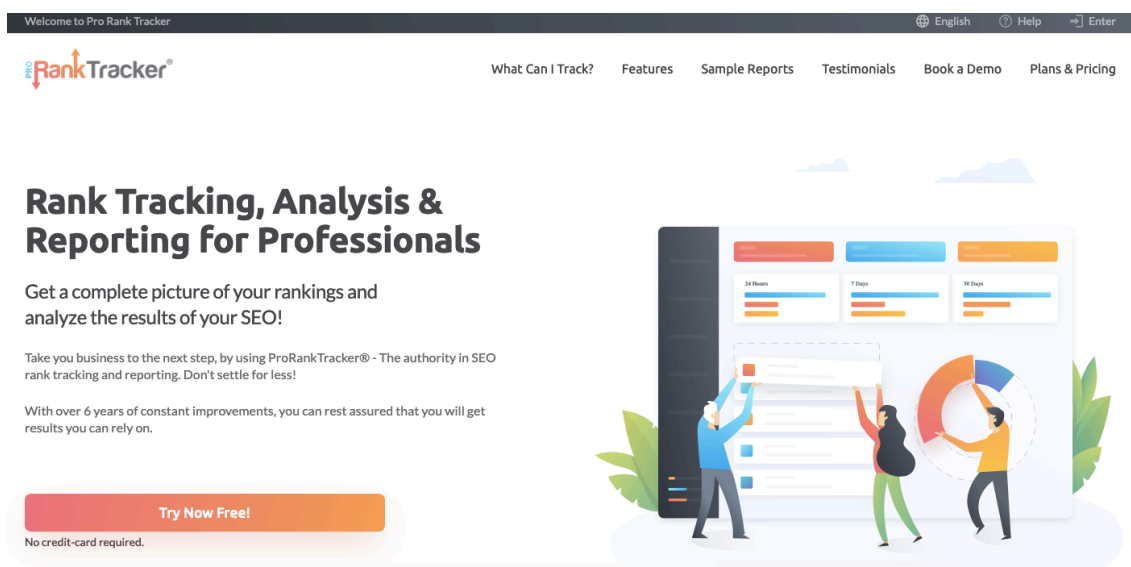 Welcome to Pro Rank Tracker
English
Help
Enter
PRO RankTracker®
What Can I Track?
Features
Sample Reports
Testimonials
Book a Demo
Plans & Pricing
Rank Tracking, Analysis &
Reporting for Professionals
Get a complete picture of your rankings and
analyze the results of your SEO!
Take you business to the next step, by using ProRankTracker® - The authority in SEO
rank tracking and reporting. Don't settle for less!
With over 6 years of constant improvements, you can rest assured that you will get
results you can rely on.
24 Hours
7 Days
30 Days
Try Now Free!
No credit-card required.